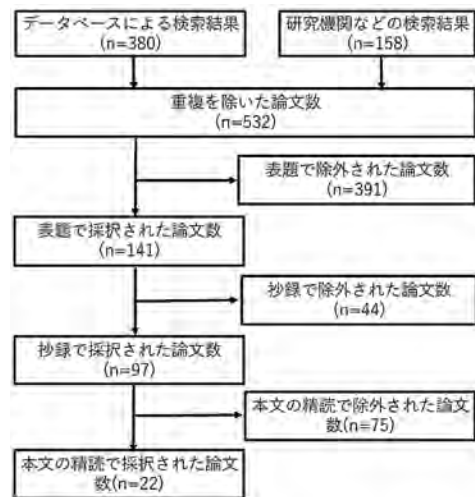 データベースによる検索結果
(n=380)
研究機関などの検索結果
(n=158)
重複を除いた論文数
(n=532)
表題で除外された論文数
(n=391)
表題で採択された論文数
(n=141)
抄録で除外された論文数
(n=44)
抄録で採択された論文数
(n=97)
本文の精読で除外された論文
数(n=75)
本文の精読で採択された論文
数(n=22)